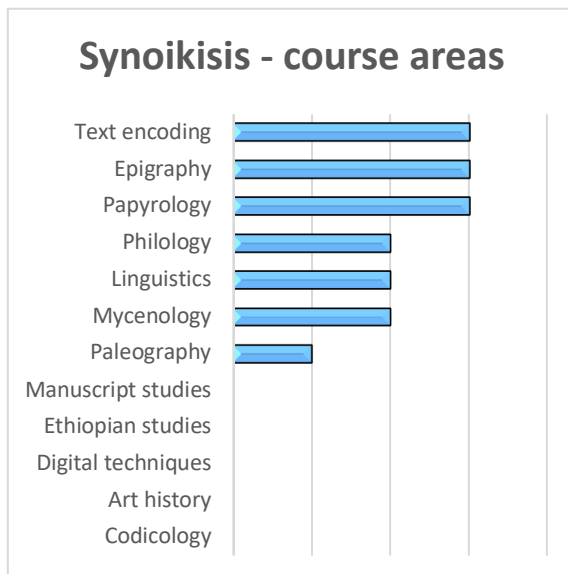 Synoikisis - course areas
Text encoding
Epigraphy
Papyrology
Philology
Linguistics
Mycenology
Paleography
Manuscript studies
Ethiopian studies
Digital techniques
Art history
Codicology